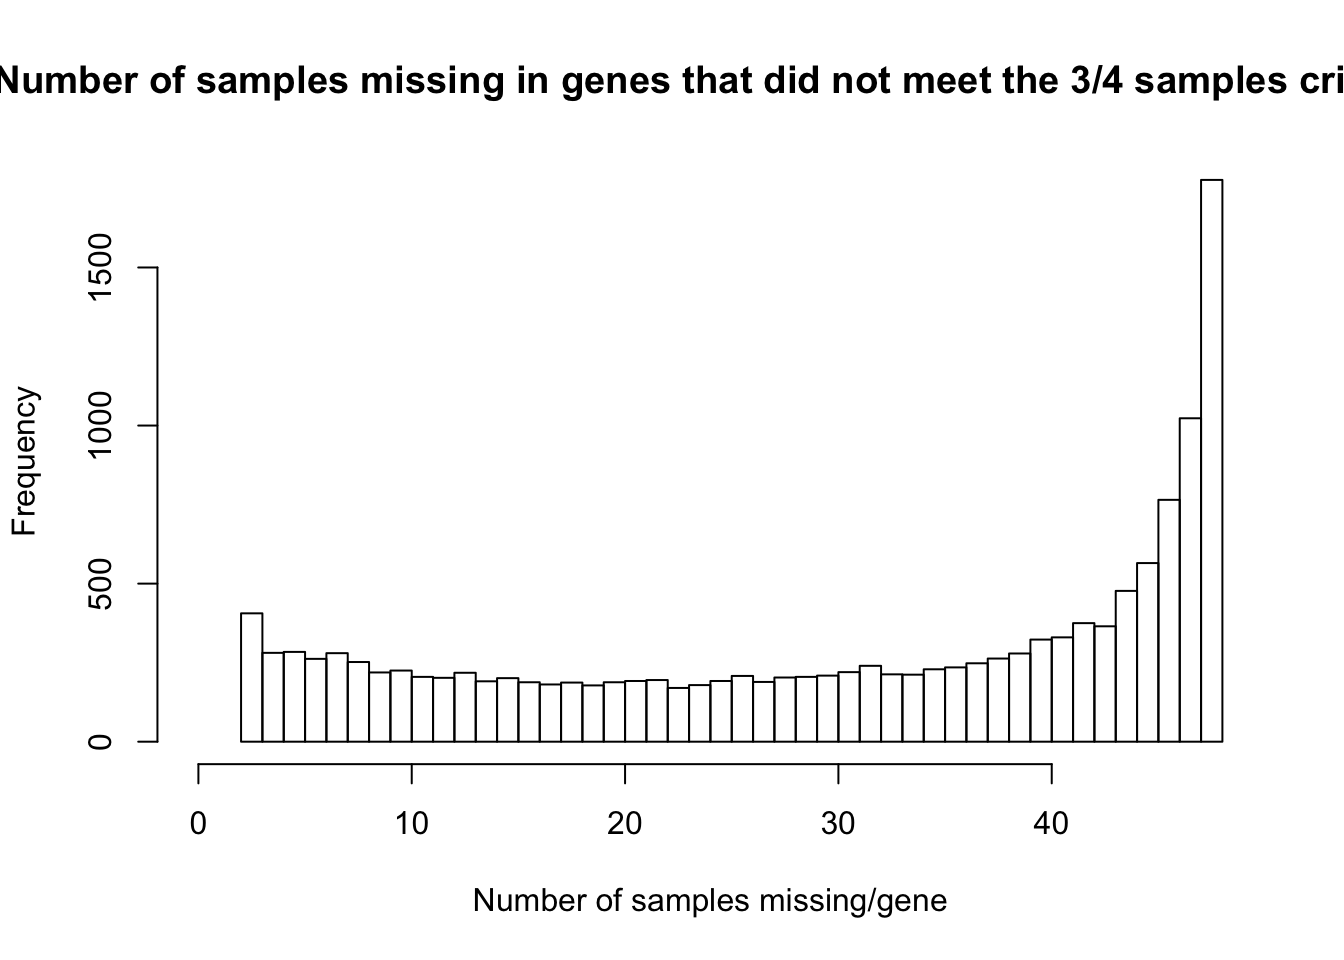 Number of samples missing in genes that did not meet the 3/4 samples cri
1500
1000
500
0
Frequency
0 10 20 30 40
Number of samples missing/gene